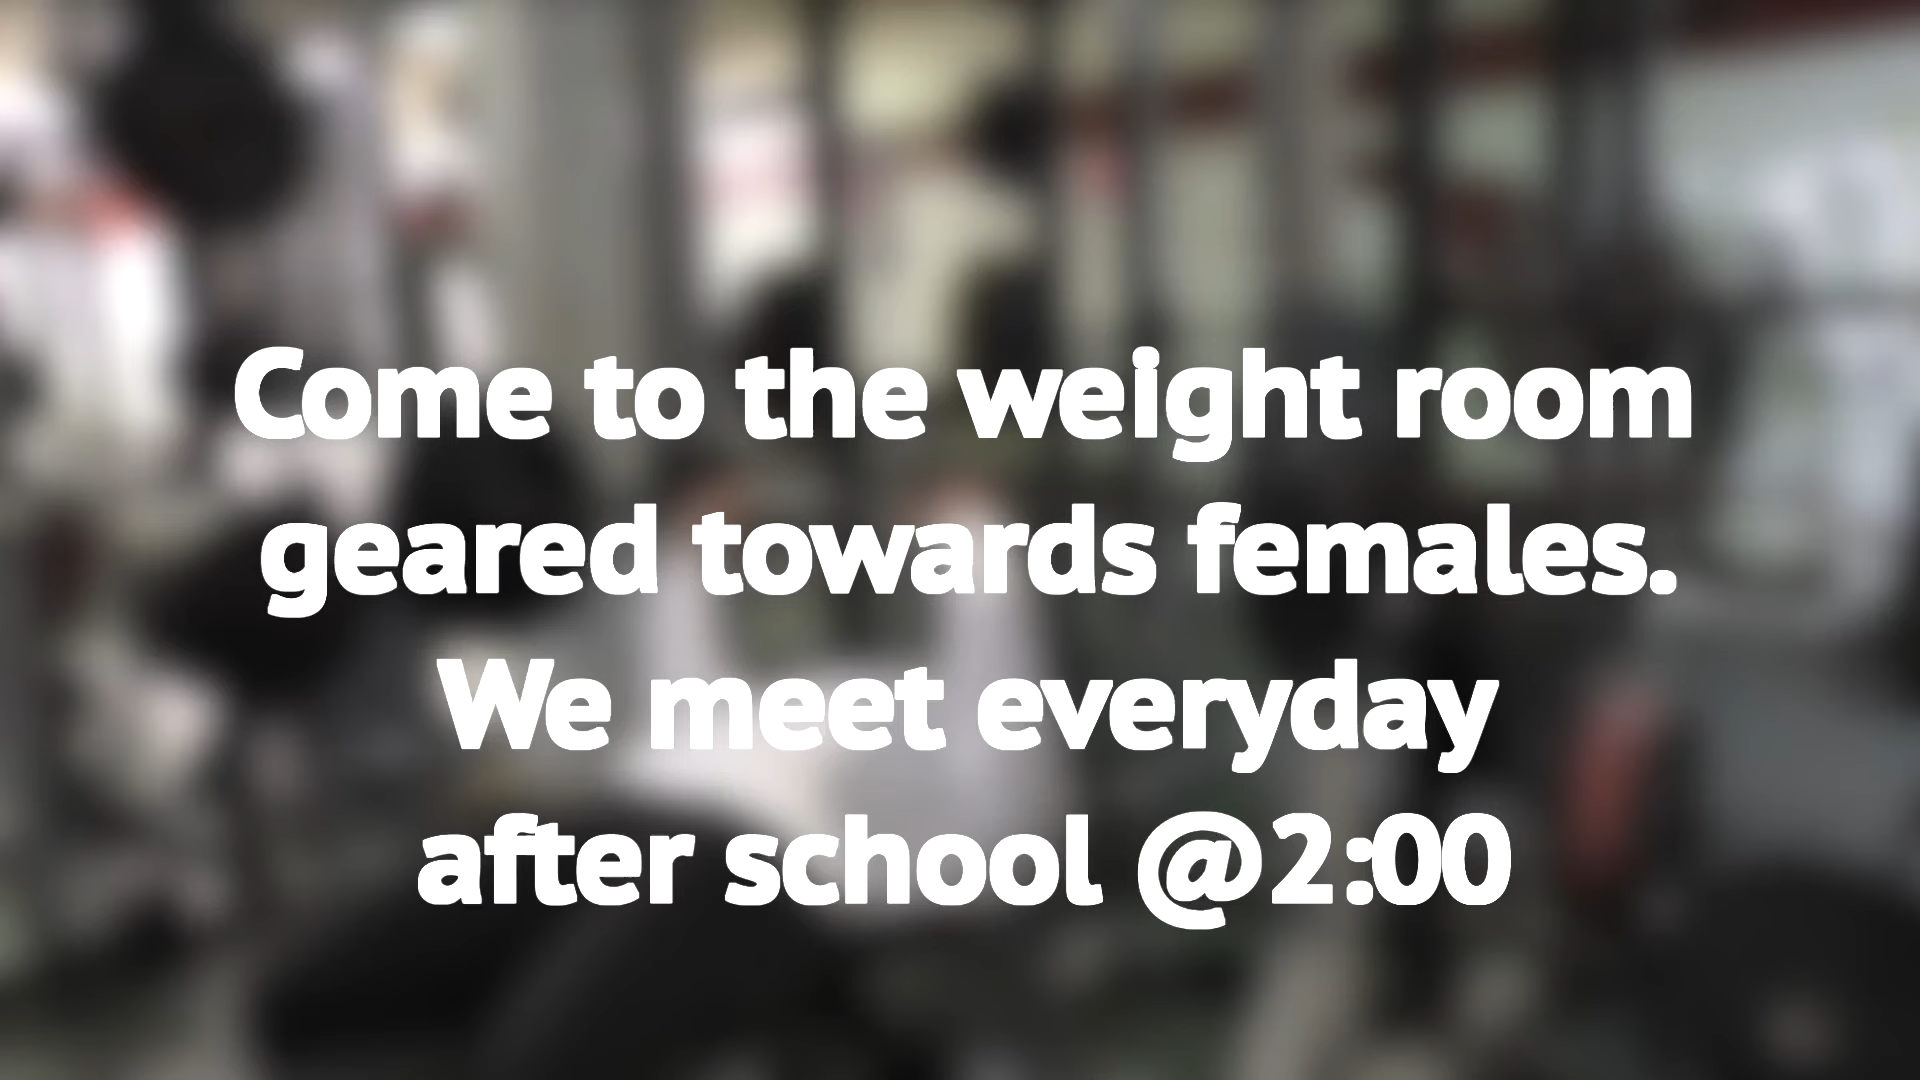 Come to the weight room
geared towards females.
We meet everyday
after school @2:00